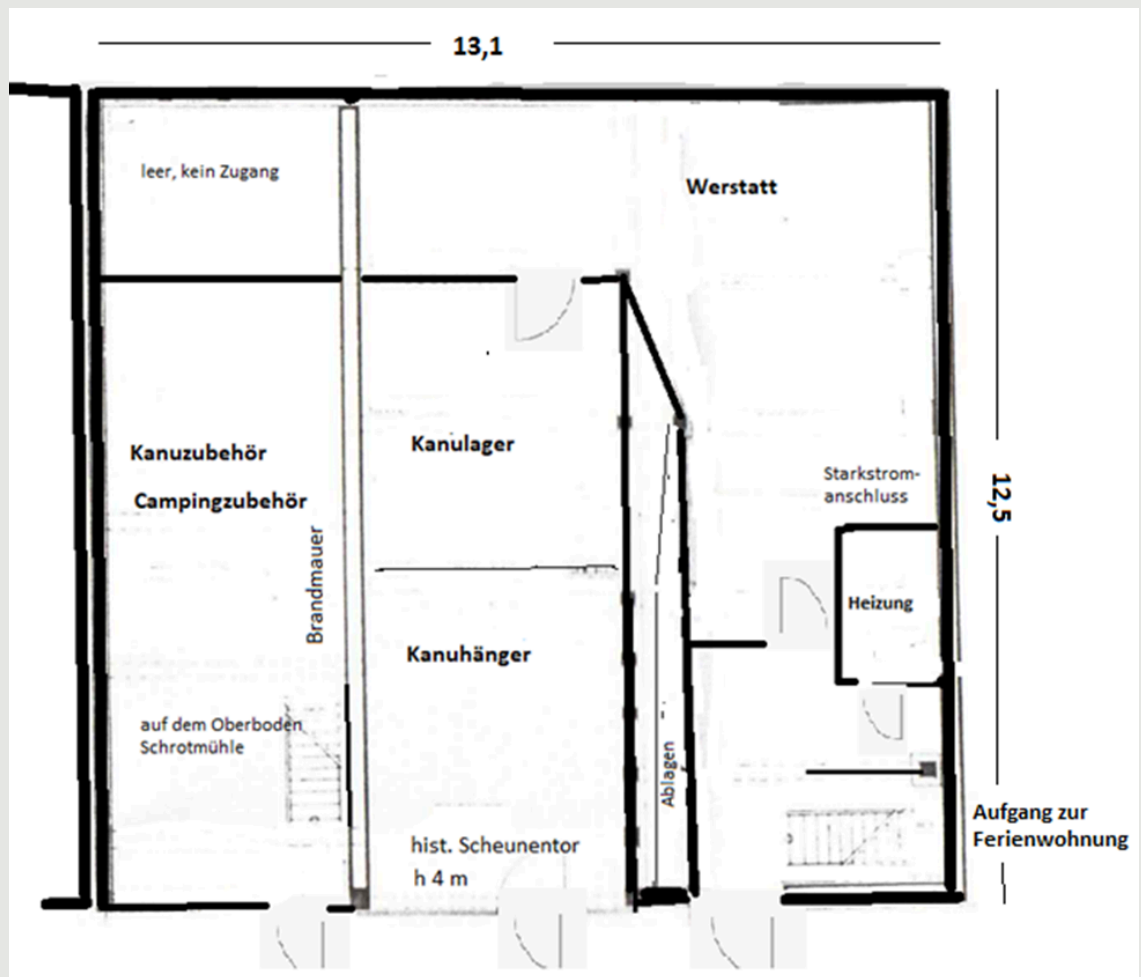 13,1
leer, kein Zugang
Werstatt
Kanuzubehör
Campingzubehör
Kanulager
Starkstrom-
anschluss
12,5
Brandmauer
Heizung
Kanuhänger
auf dem Oberboden
Schrotmühle
Ablagen
hist. Scheunentor
h 4 m
Aufgang zur
Ferienwohnung